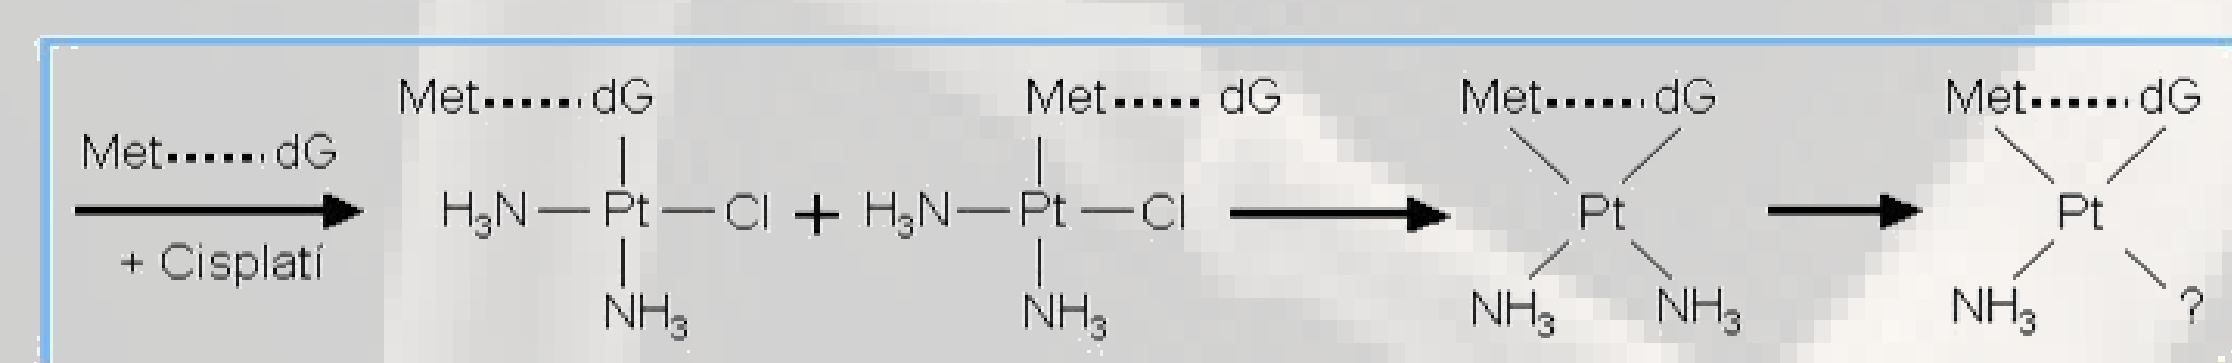 Met······dG
+ Cisplatí
Met······dG
H₃N—Pt—Cl
NH₃
+
Met····· dG
H₃N—Pt—Cl
NH₃
Met······dG
Pt
NH₃ NH₃
Met······dG
Pt
NH₃ ?